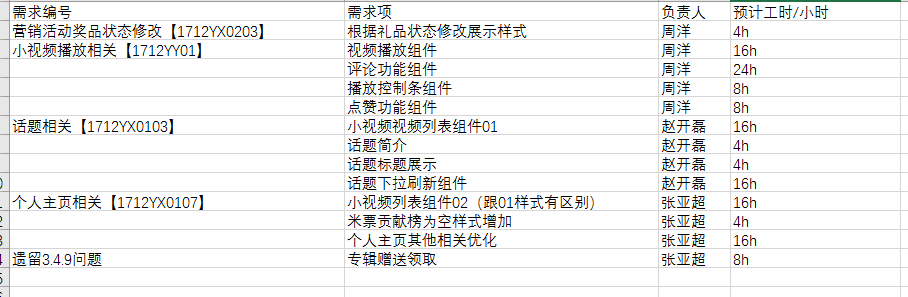 需求编号 需求项 负责人 预计工时/小时
营销活动奖品状态修改【1712YX0203】 根据礼品状态修改展示样式 周洋 4h
小视频播放相关【1712YY01】 视频播放组件 周洋 16h
评论功能组件 周洋 24h
播放控制条组件 周洋 8h
点赞功能组件 周洋 8h
话题相关【1712YX0103】 小视频视频列表组件01 赵开磊 16h
话题简介 赵开磊 4h
话题标题展示 赵开磊 4h
话题下拉刷新组件 赵开磊 16h
个人主页相关【1712YX0107】 小视频列表组件02（跟01样式有区别） 张亚超 16h
米票贡献榜为空样式增加 张亚超 4h
个人主页其他相关优化 张亚超 16h
遗留3.4.9问题 专辑赠送领取 张亚超 8h